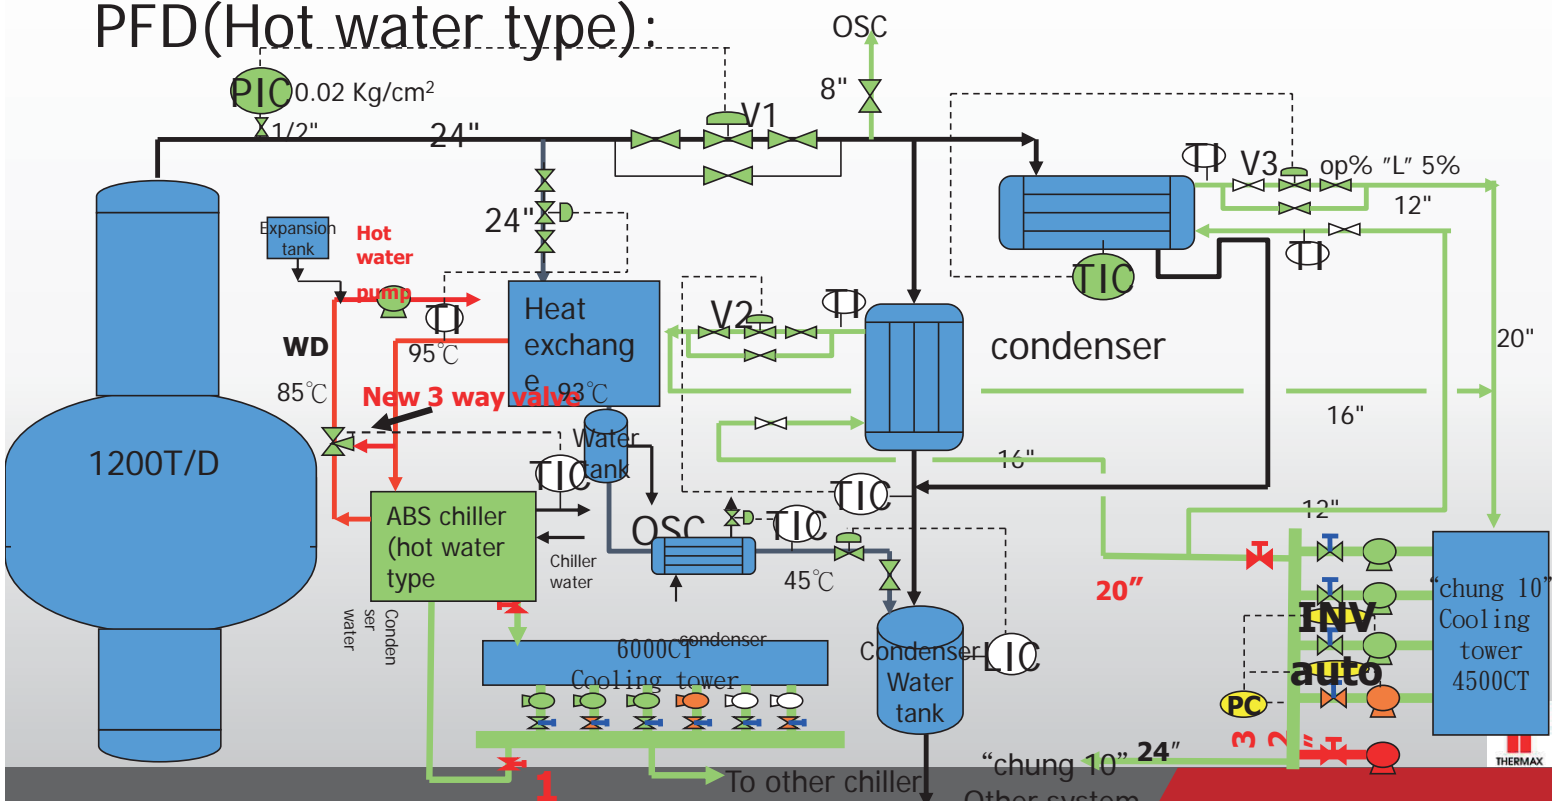 PFD(Hot water type):
OSC
PIC
0.02 Kg/cm²
8"
V1
1/2"
24"
TI
V3
op% "L" 5%
12"
24"
Expansion
tank
Hot
water
pump
TI
TIC
Heat
exchang
e
V2
TI
TI
condenser
20"
WD
95℃
85℃
93℃
New 3 way valve
16"
Water
tank
1200T/D
TIC
TIC
16"
12"
ABS chiller
(hot water
type
OSC
TIC
Chiller
water
45℃
20"
"chung 10"
Cooling
tower
4500CT
INV
auto
PC
Conden
ser
water
condenser
6000CT
Cooling tower
Condenser
Water
tank
LIC
3
2"
24"
"chung 10"
Other system
To other chiller
1
THERMAX